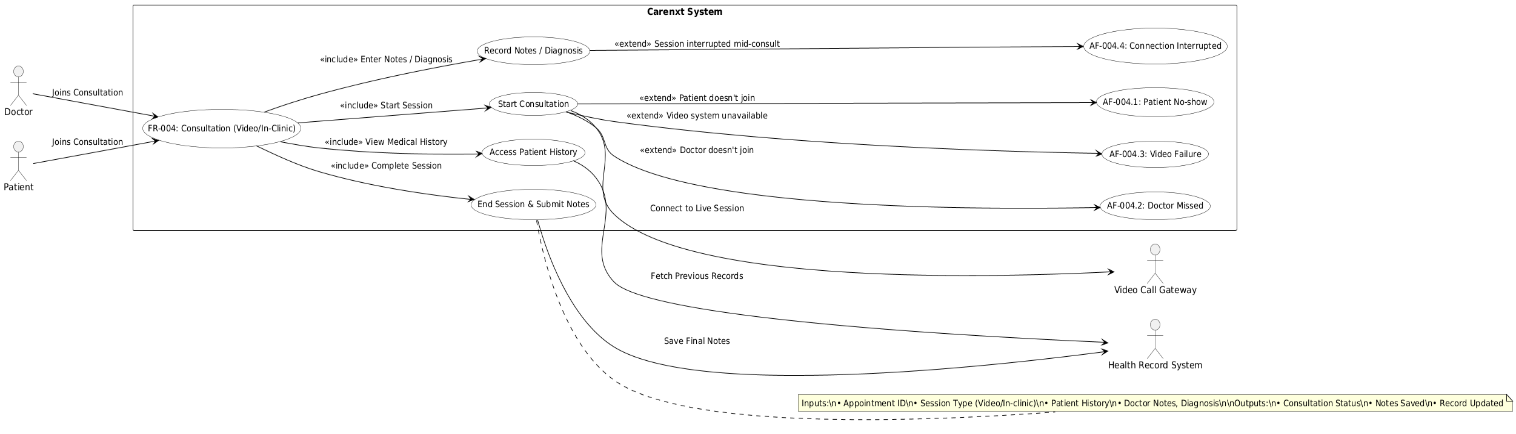 Carenxt System
«extend» Session interrupted mid-consult
Record Notes / Diagnosis
AF-004.4: Connection Interrupted
«include» Enter Notes / Diagnosis
Joins Consultation
Doctor
«include» Start Session
Start Consultation
«extend» Patient doesn't join
AF-004.1: Patient No-show
«extend» Video system unavailable
FR-004: Consultation (Video/In-Clinic)
Joins Consultation
Patient
«include» View Medical History
Access Patient History
«extend» Doctor doesn't join
AF-004.3: Video Failure
«include» Complete Session
End Session & Submit Notes
Connect to Live Session
AF-004.2: Doctor Missed
Fetch Previous Records
Video Call Gateway
Save Final Notes
Health Record System
Inputs:\n• Appointment ID\n• Session Type (Video/In-clinic)\n• Patient History\n• Doctor Notes, Diagnosis\n\nOutputs:\n• Consultation Status\n• Notes Saved\n• Record Updated